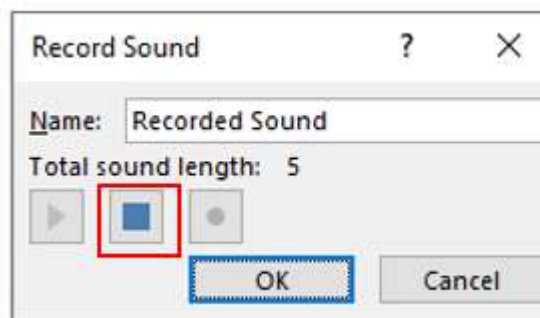 Record Sound ?
Name: Recorded Sound
Total sound length: 5
OK Cancel